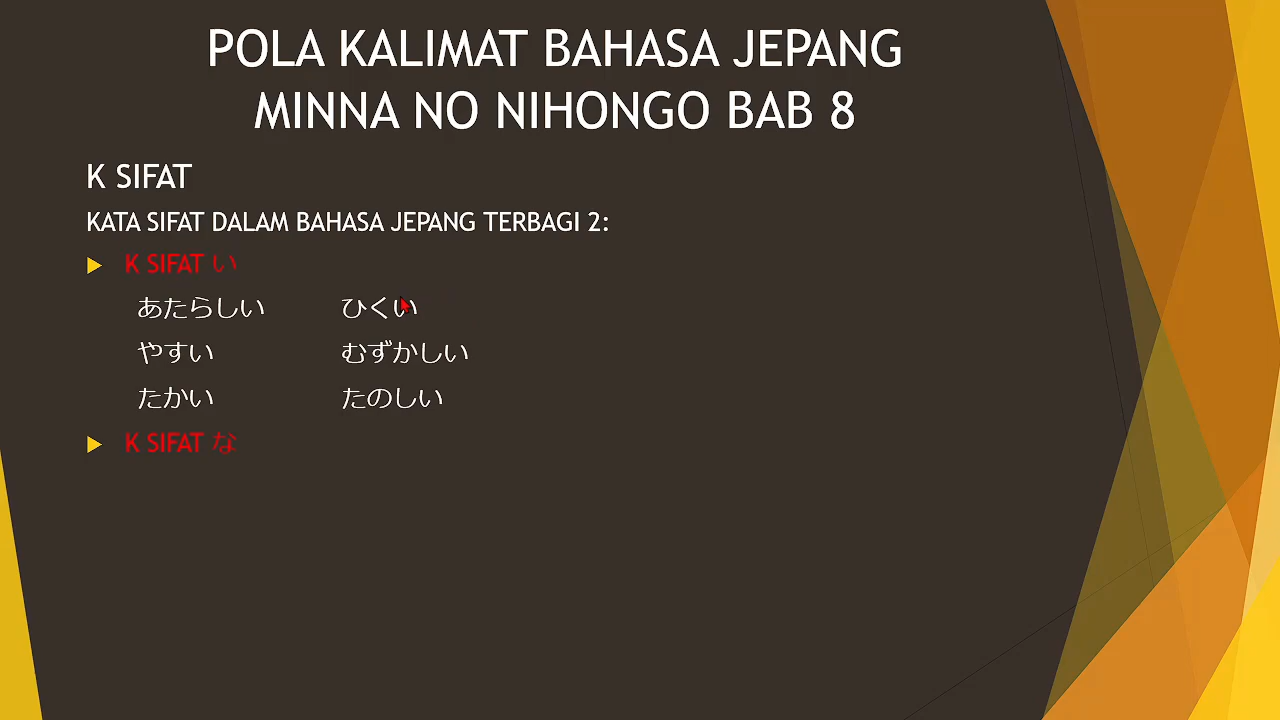 POLA KALIMAT BAHASA JEPANG
MINNA NO NIHONGO BAB 8
K SIFAT
KATA SIFAT DALAM BAHASA JEPANG TERBAGI 2:
K SIFAT い
あたらしい ひくい
やすい むずかしい
たかい たのしい
K SIFAT な